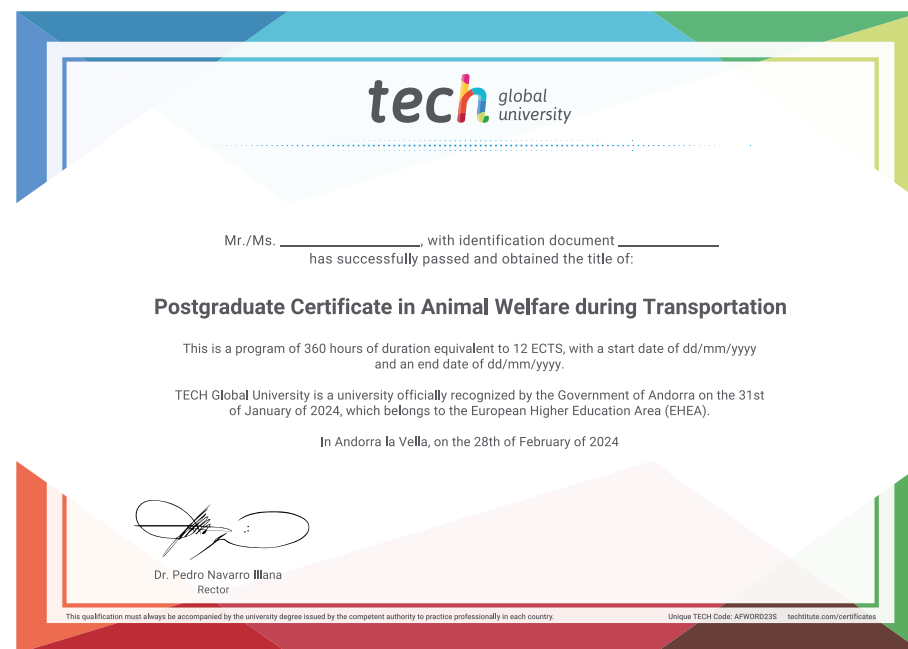 tech global university
Mr./Ms. ____________, with identification document ____________
has successfully passed and obtained the title of:
Postgraduate Certificate in Animal Welfare during Transportation
This is a program of 360 hours of duration equivalent to 12 ECTS, with a start date of dd/mm/yyyy
and an end date of dd/mm/yyyy.
TECH Global University is a university officially recognized by the Government of Andorra on the 31st
of January of 2024, which belongs to the European Higher Education Area (EHEA).
In Andorra la Vella, on the 28th of February of 2024
Dr. Pedro Navarro Illana
Rector
This qualification must always be accompanied by the university degree issued by the competent authority to practice professionally in each country.
Unique TECH Code: AFWORD23S techtitute.com/certificates